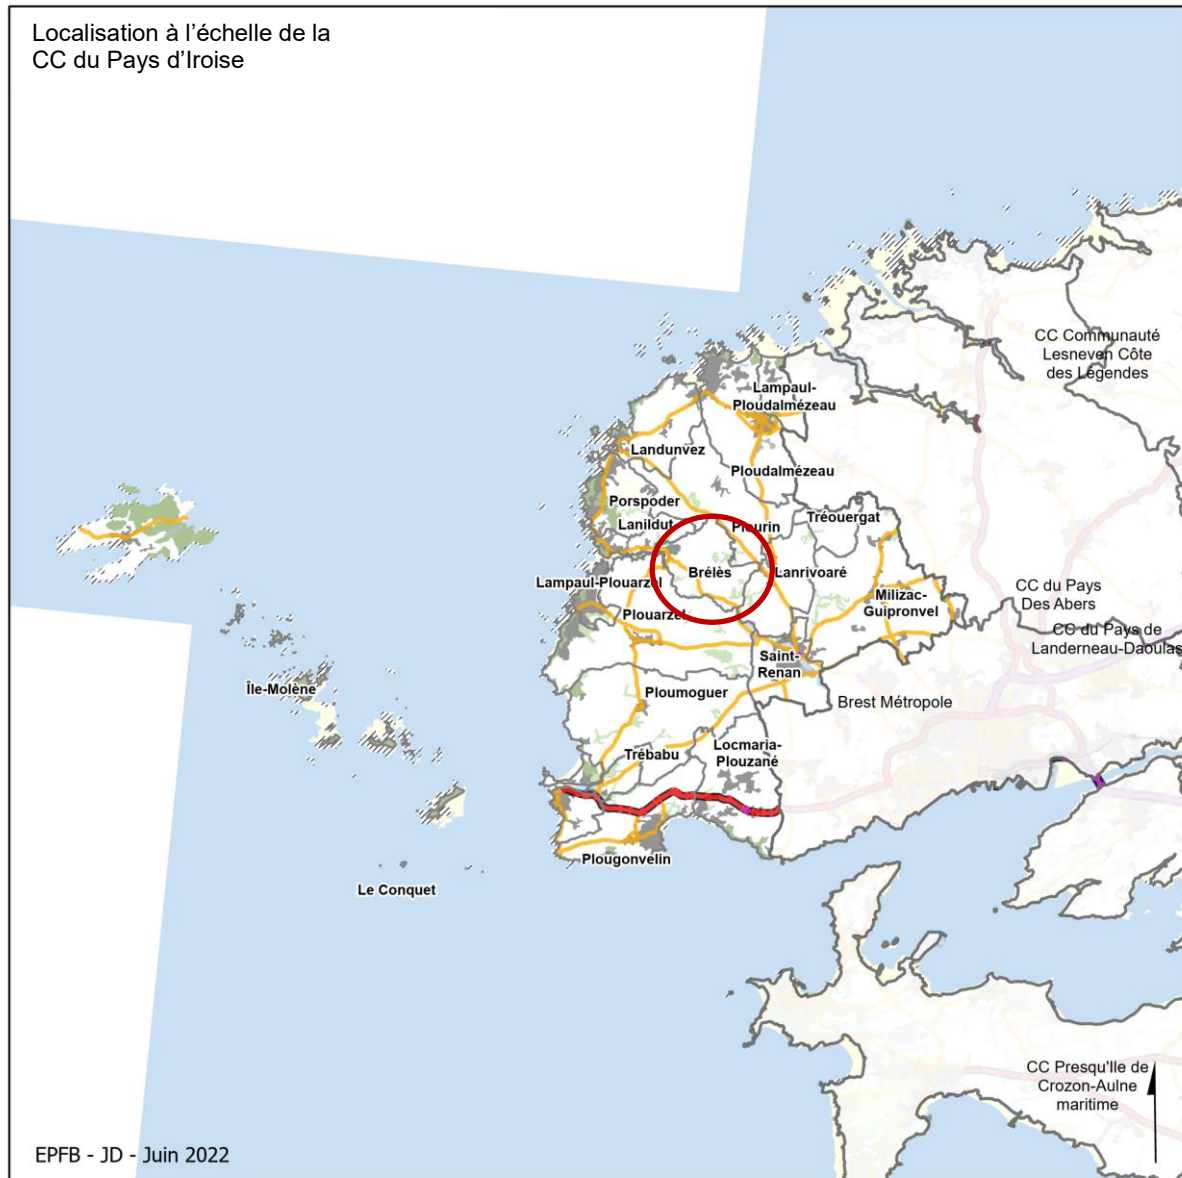 Localisation à l’échelle de la
CC du Pays d’Iroise
CC Communauté
Lesneven Côte
des Légendes
Lampaul-
Ploudalmézeau
Landunvez
Ploudalmézeau
Porspoder
Lanildut
Plourin
Tréouergat
Brélès
Lanrivoaré
Lampaul-Plouarzel
Milizac-
Guipronvel
CC du Pays
Des Abers
Plouarzel
CC du Pays de
Landerneau-Daoulas
Saint-
Renan
Île-Molène
Ploumoguer
Brest Métropole
Trébabu
Locmaria-
Plouzané
Plougonvelin
Le Conquet
CC Presqu'Ile de
Crozon-Aulne
maritime
EPFB - JD - Juin 2022